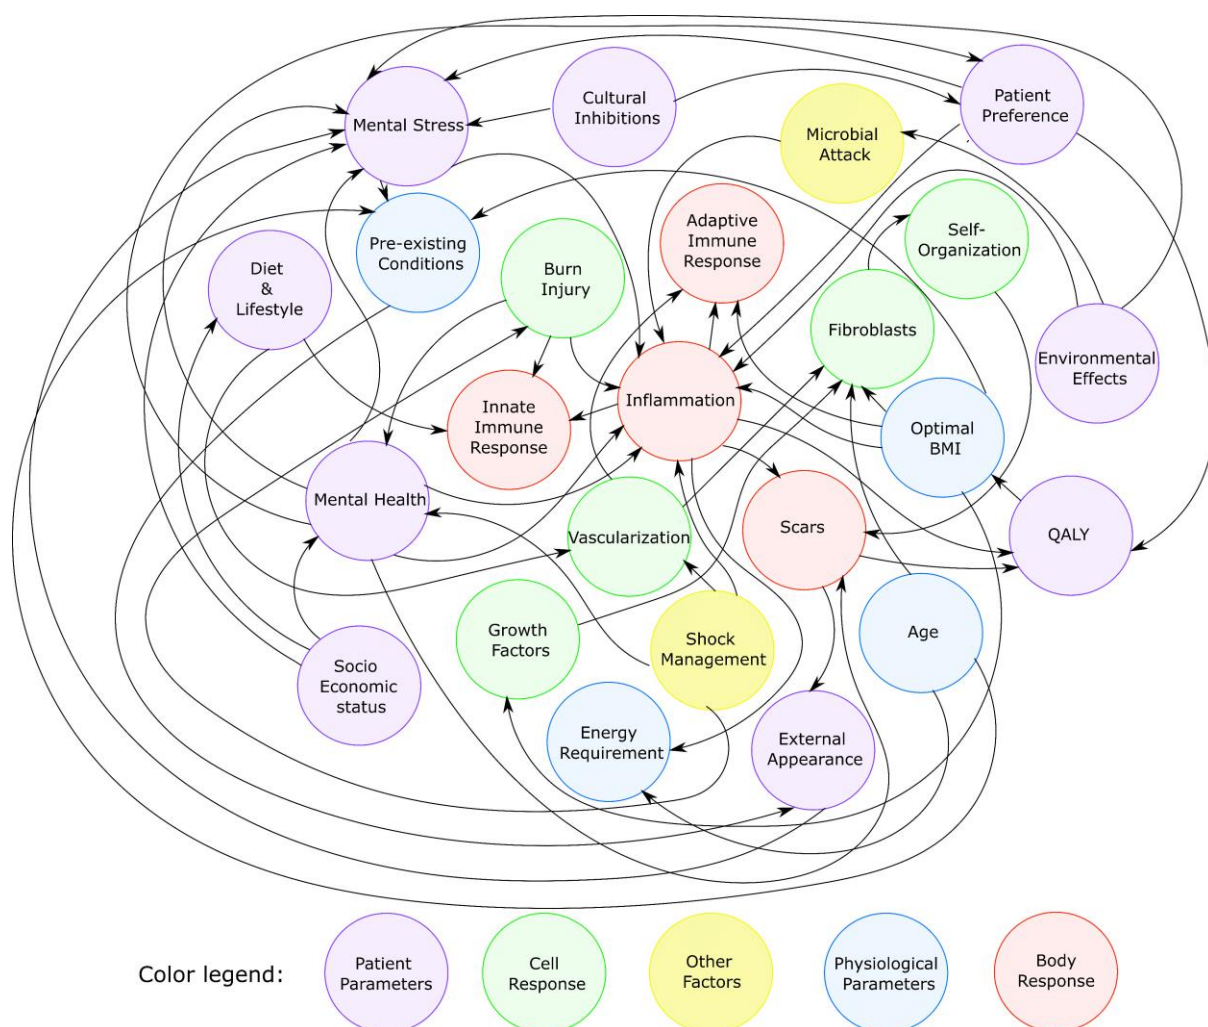 Mental Stress
Cultural
Inhibitions
Patient
Preference
Microbial
Attack
Pre-existing
Conditions
Adaptive
Immune
Response
Self-
Organization
Diet
&
Lifestyle
Burn
Injury
Fibroblasts
Environmental
Effects
Innate
Immune
Response
Inflammation
Optimal
BMI
Mental Health
Vascularization
Scars
QALY
Growth
Factors
Shock
Management
Age
Socio
Economic
status
Energy
Requirement
External
Appearance
Color legend:
Patient
Parameters
Cell
Response
Other
Factors
Physiological
Parameters
Body
Response